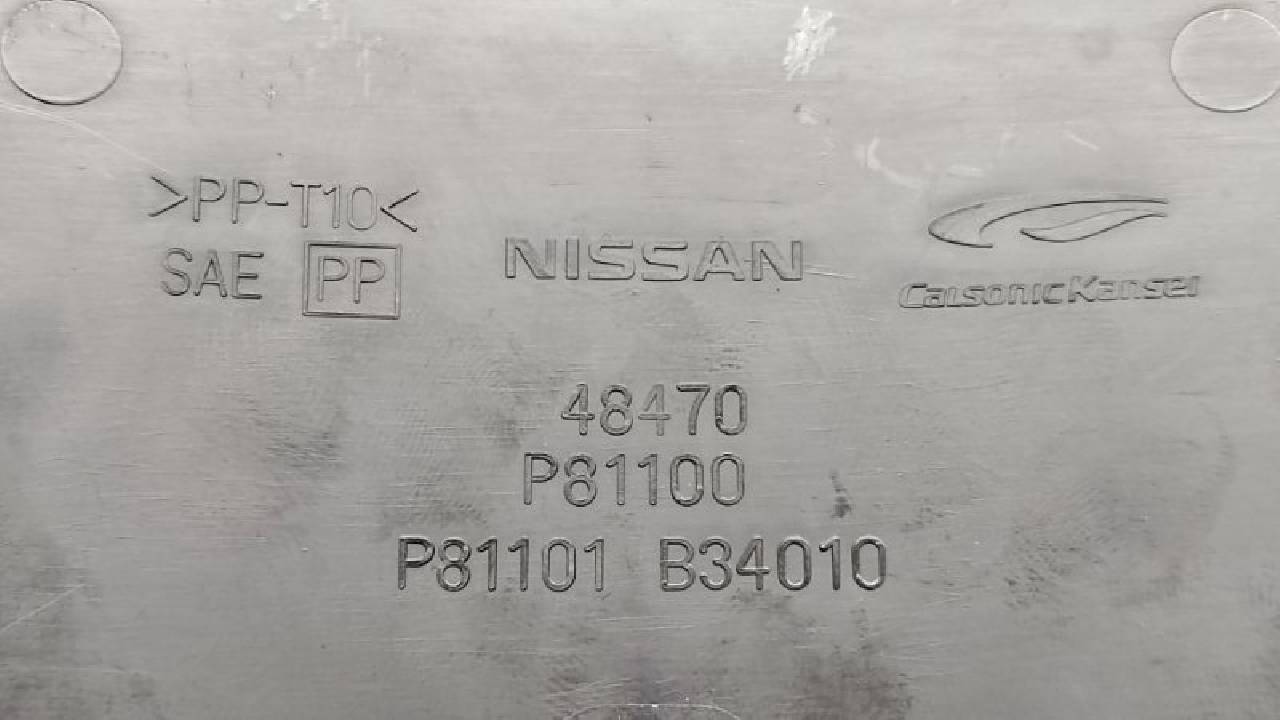 >PP-T10<
SAE PP
NISSAN
CalsonicKansei
48470
P81100
P81101 B34010